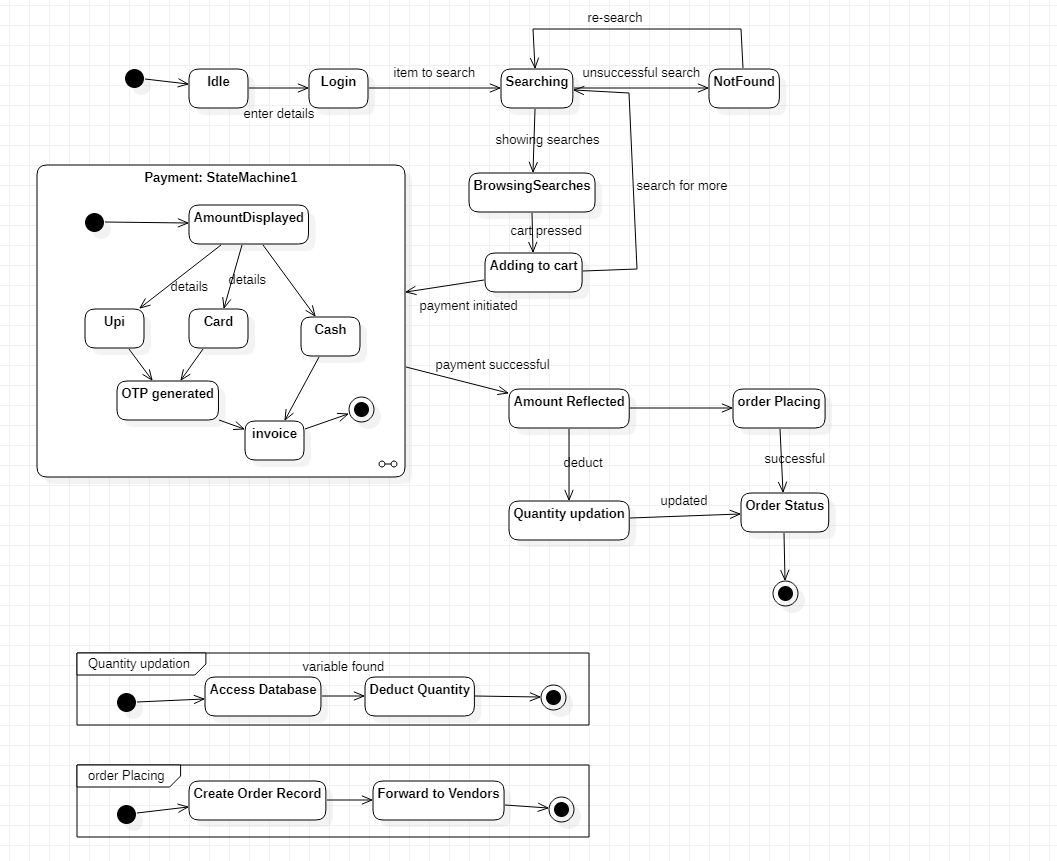 re-search
Idle
Login
item to search
Searching
unsuccessful search
NotFound
enter details
showing searches
BrowsingSearches
search for more
cart pressed
Adding to cart
payment initiated
Payment: StateMachine1
AmountDisplayed
details
details
Upi
Card
Cash
OTP generated
invoice
payment successful
Amount Reflected
order Placing
deduct
successful
Quantity updation
updated
Order Status
Quantity updation
variable found
Access Database
Deduct Quantity
order Placing
Create Order Record
Forward to Vendors